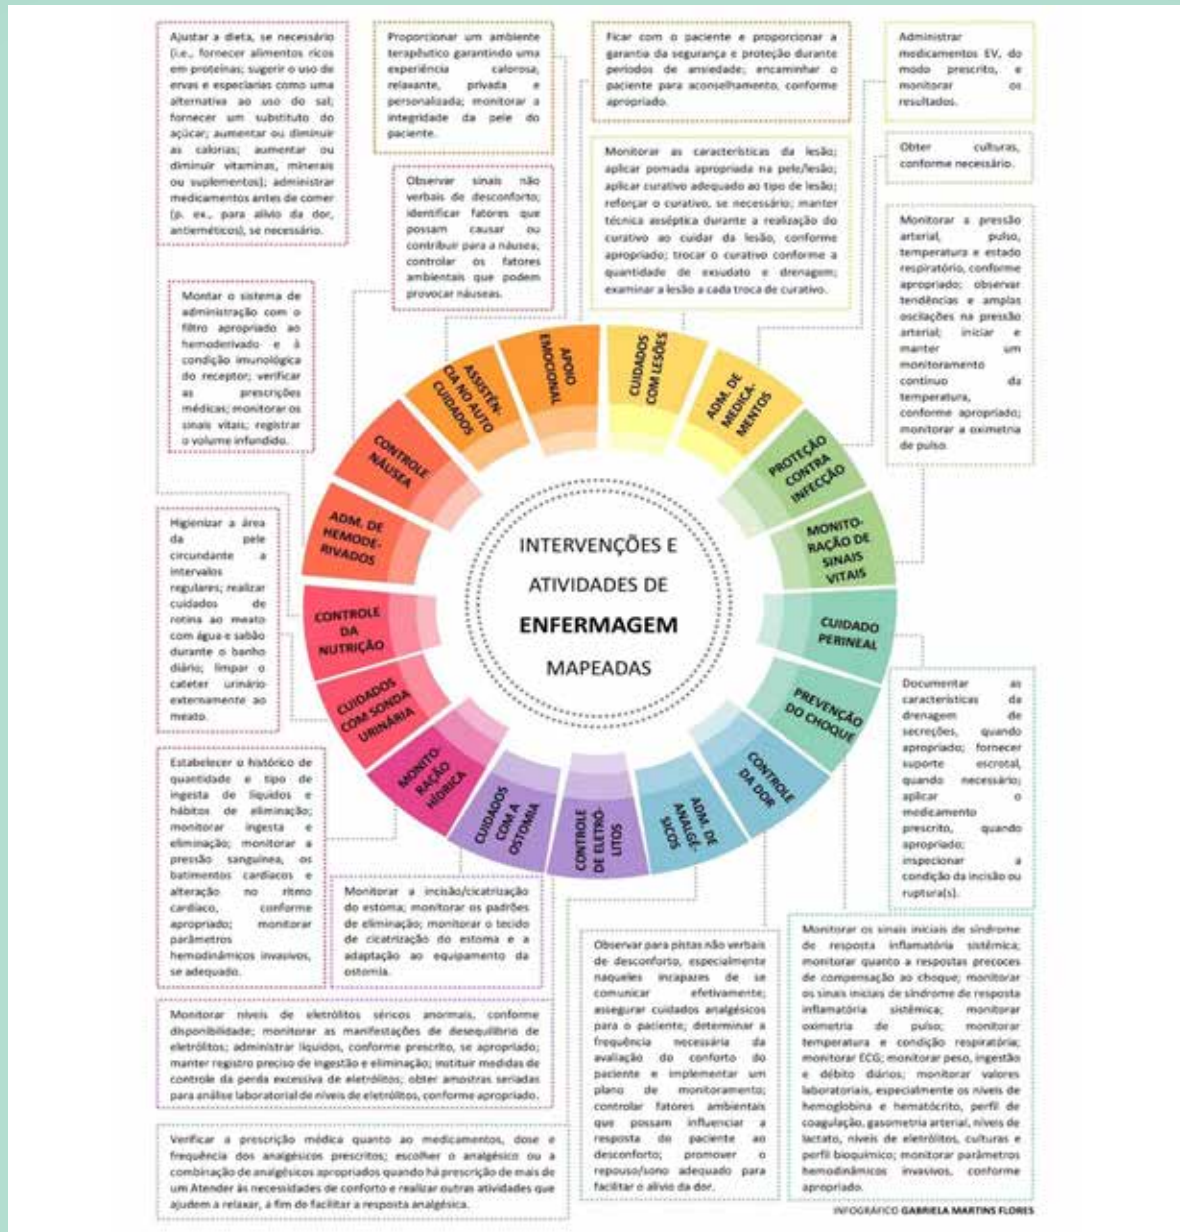 Ajustar a dieta, se necessário
(i.e., fornecer alimentos ricos
em proteínas; sugerir o uso de
ervas e especiarias como uma
alternativa ao uso do sal;
fornecer um substituto do
açúcar; aumentar ou diminuir
as calorias; aumentar ou
diminuir vitaminas, minerais
ou suplementos); administrar
medicamentos antes de comer
(p. ex., para alívio da dor,
antieméticos), se necessário.
Proporcionar um ambiente
terapêutico garantindo uma
experiência calorosa,
relaxante, privada e
personalizada; monitorar a
integridade da pele do
paciente.
Ficar com o paciente e proporcionar a
garantia da segurança e proteção durante
períodos de ansiedade; encaminhar o
paciente para aconselhamento, conforme
apropriado.
Administrar
medicamentos EV, do
modo prescrito, e
monitorar os
resultados.
Observar sinais não
verbais de desconforto;
identificar fatores que
possam causar ou
contribuir para a náusea;
controlar os fatores
ambientais que podem
provocar náuseas.
Monitorar as características da lesão;
aplicar pomada apropriada na pele/lesão;
aplicar curativo adequado ao tipo de lesão;
reforçar o curativo, se necessário; manter
técnica asséptica durante a realização do
curativo ao cuidar da lesão, conforme
apropriado; trocar o curativo conforme a
quantidade de exsudato e drenagem;
examinar a lesão a cada troca de curativo.
Obter culturas,
conforme necessário.
Monitorar a pressão
arterial, pulso,
temperatura e estado
respiratório, conforme
apropriado; observar
tendências e amplas
oscilações na pressão
arterial; iniciar e
manter um
monitoramento
contínuo da
temperatura,
conforme apropriado;
monitorar a oximetria
de pulso.
Montar o sistema de
administração com o
filtro apropriado ao
hemoderivado e à
condição imunológica
do receptor; verificar
as prescrições
médicas; monitorar os
sinais vitais; registrar
o volume infundido.
APOIO
EMOCIONAL
CUIDADOS
COM LESÕES
ADM. DE
MEDICA-
MENTOS
PROTEÇÃO
CONTRA
INFECÇÃO
MONITO-
RAÇÃO DE
SINAIS
VITAIS
CUIDADO
PERINEAL
PREVENÇÃO
DO CHOQUE
CONTROLE
DA DOR
ADM. DE
ANALGÉ-
SICOS
CONTROLE
DE ELETRÓ-
LITOS
CUIDADOS
COM A
OSTOMIA
MONITO-
RAÇÃO
HÍDRICA
CUIDADOS
COM SONDA
URINÁRIA
CONTROLE
DA
NUTRIÇÃO
ADM. DE
HEMODE-
RIVADOS
CONTROLE
NÁUSEA
ASSISTÊN-
CIA NO AUTO
CUIDADOS
INTERVENÇÕES E
ATIVIDADES DE
ENFERMAGEM
MAPEADAS
Higienizar a área
da pele
circundante a
intervalos
regulares; realizar
cuidados de
rotina ao meato
com água e sabão
durante o banho
diário; limpar o
cateter urinário
externamente ao
meato.
Documentar as
características da
drenagem de
secreções, quando
apropriado; fornecer
suporte escrotal,
quando necessário;
aplicar o
medicamento
prescrito, quando
apropriado;
inspecionar a
condição da incisão ou
ruptura(s).
Estabelecer o histórico de
quantidade e tipo de
ingesta de líquidos e
hábitos de eliminação;
monitorar ingesta e
eliminação; monitorar a
pressão sanguínea, os
batimentos cardíacos e
alteração no ritmo
cardíaco, conforme
apropriado; monitorar
parâmetros
hemodinâmicos invasivos,
se adequado.
Monitorar a incisão/cicatrização
do estoma; monitorar os padrões
de eliminação; monitorar o tecido
de cicatrização do estoma e a
adaptação ao equipamento da
ostomia.
Observar para pistas não verbais
de desconforto, especialmente
naqueles incapazes de se
comunicar efetivamente;
assegurar cuidados analgésicos
para o paciente; determinar a
frequência necessária da
avaliação do conforto do
paciente e implementar um
plano de monitoramento;
controlar fatores ambientais
que possam influenciar a
resposta do paciente ao
desconforto; promover o
repouso/sono adequado para
facilitar o alívio da dor.
Monitorar os sinais iniciais de síndrome
de resposta inflamatória sistêmica;
monitorar quanto a respostas precoces
de compensação ao choque; monitorar
os sinais iniciais de síndrome de resposta
inflamatória sistêmica; monitorar
oximetria de pulso; monitorar
temperatura e condição respiratória;
monitorar ECG; monitorar peso, ingestão
e débito diários; monitorar valores
laboratoriais, especialmente os níveis de
hemoglobina e hematócrito, perfil de
coagulação, gasometria arterial, níveis de
lactato, níveis de eletrólitos, culturas e
perfil bioquímico; monitorar parâmetros
hemodinâmicos invasivos, conforme
apropriado.
Monitorar níveis de eletrólitos séricos anormais, conforme
disponibilidade; monitorar as manifestações de desequilíbrio de
eletrólitos; administrar líquidos, conforme prescrito, se apropriado;
manter registro preciso de ingestão e eliminação; instituir medidas de
controle da perda excessiva de eletrólitos; obter amostras seriadas
para análise laboratorial de níveis de eletrólitos, conforme apropriado.
Verificar a prescrição médica quanto ao medicamentos, dose e
frequência dos analgésicos prescritos; escolher o analgésico ou a
combinação de analgésicos apropriados quando há prescrição de mais de
um Atender às necessidades de conforto e realizar outras atividades que
ajudem a relaxar, a fim de facilitar a resposta analgésica.
INFOGRÁFICO GABRIELA MARTINS FLORES